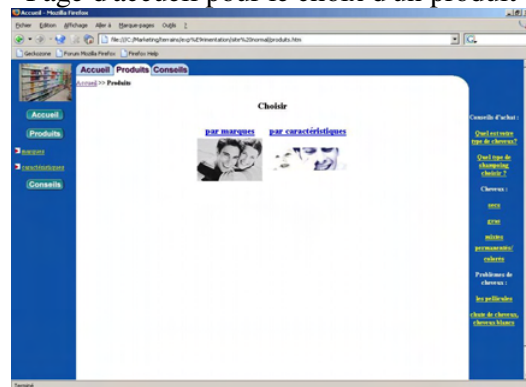 Page d'accueil pour le choix d'un produit
Accueil - Mozilla Firefox
Fichier Edition Affichage Aller à Marque-pages Outils ?
Geckozone Forum Mozilla Firefox Firefox Help
Accueil Produits Conseils
Accueil >> Produits
Choisir
par marques par caractéristiques
Accueil
Produits
marques
caractéristiques
Conseils
Conseils d'achat :
Quel est votre
type de cheveux?
Quel type de
shampoing
choisir ?
Cheveux :
secs
gras
mixtes
permanentés/
colorés
Problèmes de
cheveux :
les pellicules
chute de cheveux,
cheveux blancs
Terminé